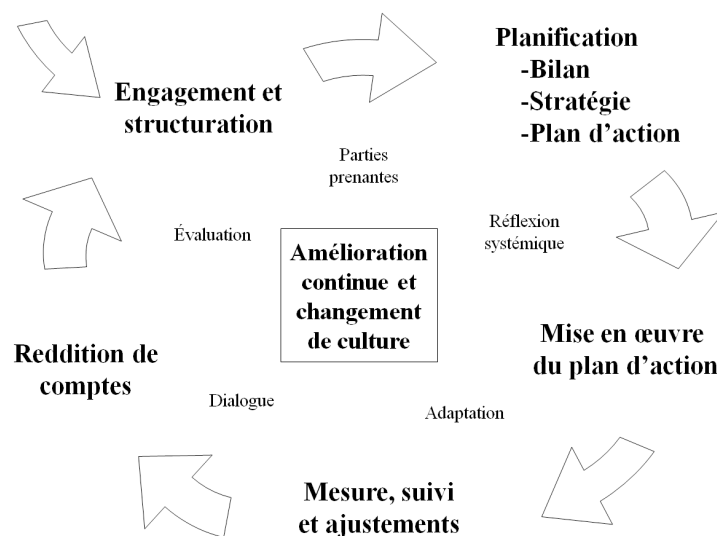 Engagement et
structuration
Planification
-Bilan
-Stratégie
-Plan d’action
Parties
prenantes
Évaluation
Réflexion
systémique
Amélioration
continue et
changement
de culture
Mise en œuvre
du plan d’action
Reddition de
comptes
Dialogue
Adaptation
Mesure, suivi
et ajustements